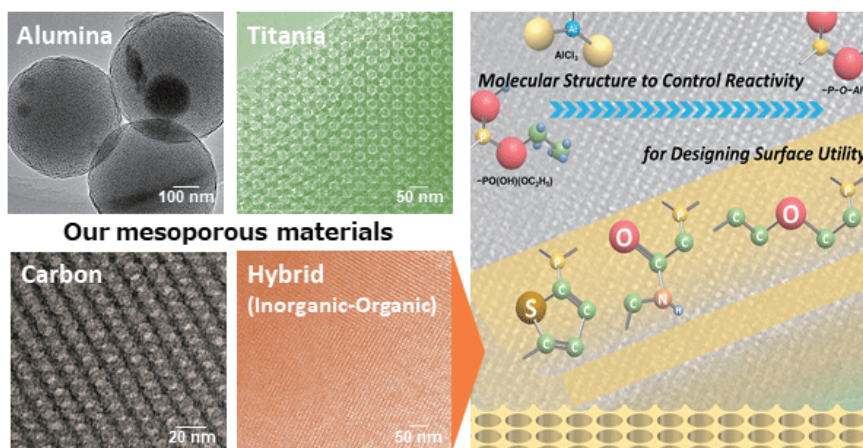 Alumina
100 nm
Titania
50 nm
Our mesoporous materials
Carbon
20 nm
Hybrid
(Inorganic-Organic)
50 nm
Al
AlCl₃
Molecular Structure to Control Reactivity
P
–P–O–Al
P
–PO(OH)(OC₂H₅)
for Designing Surface Utility
P
S
C
C
C
C
O
P
C
C
C
N
H
C
C
O
C
C
P